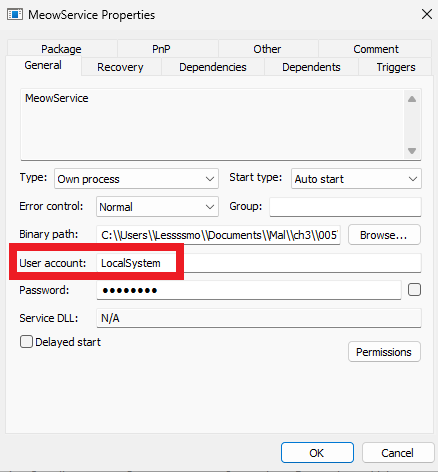 MeowService Properties
Package PnP Other Comment
General Recovery Dependencies Dependents Triggers
MeowService
Type: Own process Start type: Auto start
Error control: Normal Group:
Binary path: C:\\Users\\Lessssmo\\Documents\\Mal\\ch3\\005 Browse...
User account: LocalSystem
Password: ●●●●●●●●
Service DLL: N/A
Delayed start
Permissions
OK Cancel